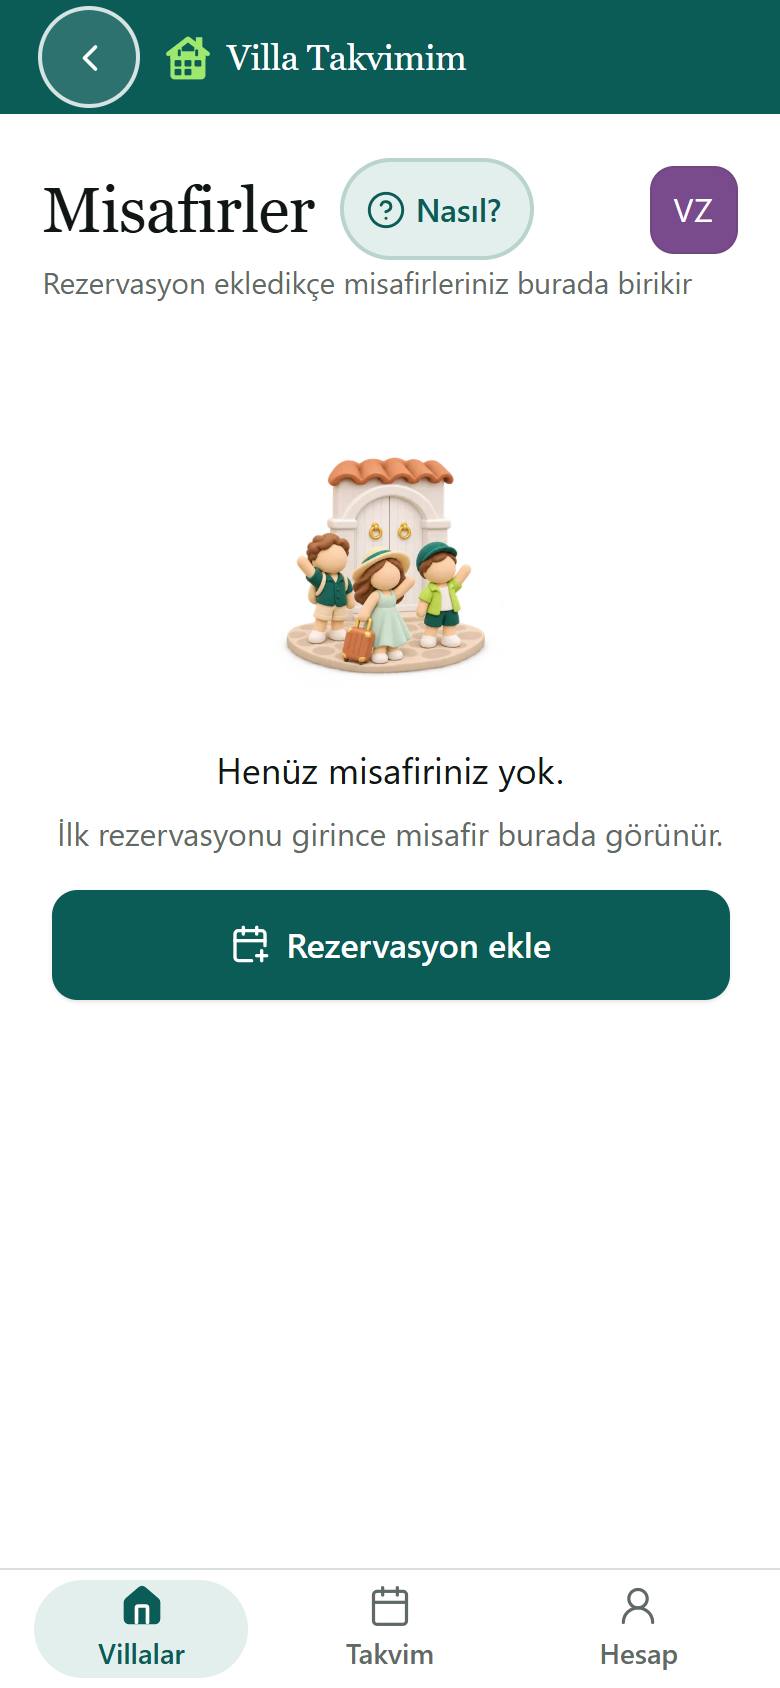 Villa Takvimim
Misafirler
Nasıl?
VZ
Rezervasyon ekledikçe misafirleriniz burada birikir
Henüz misafiriniz yok.
İlk rezervasyonu girince misafir burada görünür.
Rezervasyon ekle
Villalar
Takvim
Hesap